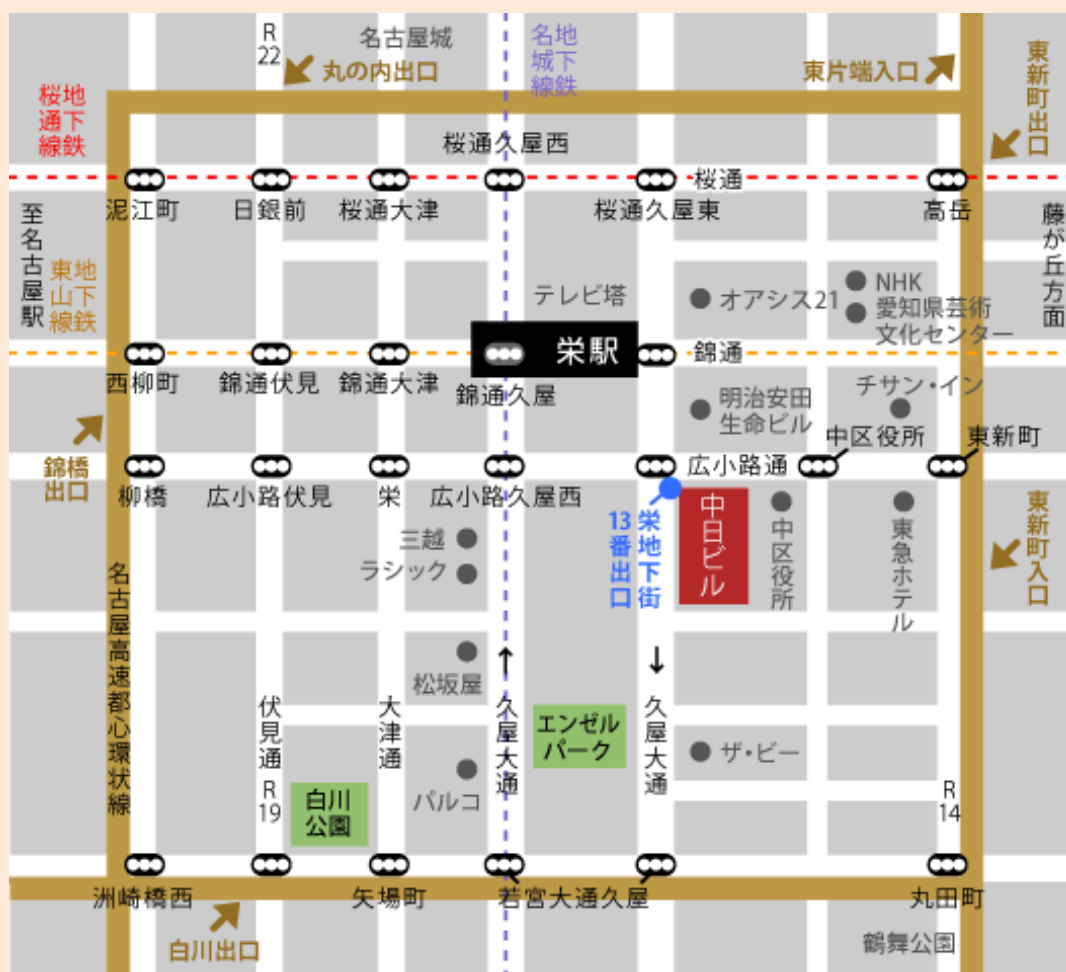 R
22
名古屋城
名城線
地下鉄
丸の内出口
東片端入口
東新町出口
桜通線
地下鉄
桜通久屋西
桜通
泥江町
日銀前
桜通大津
桜通久屋東
高岳
至名古屋駅
東山線
地下鉄
藤が丘方面
テレビ塔
オアシス21
NHK
愛知県芸術
文化センター
栄駅
錦通
西柳町
錦通伏見
錦通大津
錦通久屋
明治安田
生命ビル
チサン・イン
中区役所
東新町
錦橋
出口
広小路通
柳橋
広小路伏見
栄
広小路久屋西
栄地下街
13番出口
中日ビル
中区役所
東急ホテル
東新町入口
三越
ラシック
名古屋高速都心環状線
松坂屋
↑
↓
伏見通
R
19
大津通
久屋大通
エンゼル
パーク
久屋大通
ザ・ビー
パルコ
白川
公園
R
14
洲崎橋西
矢場町
若宮大通久屋
丸田町
白川出口
鶴舞公園